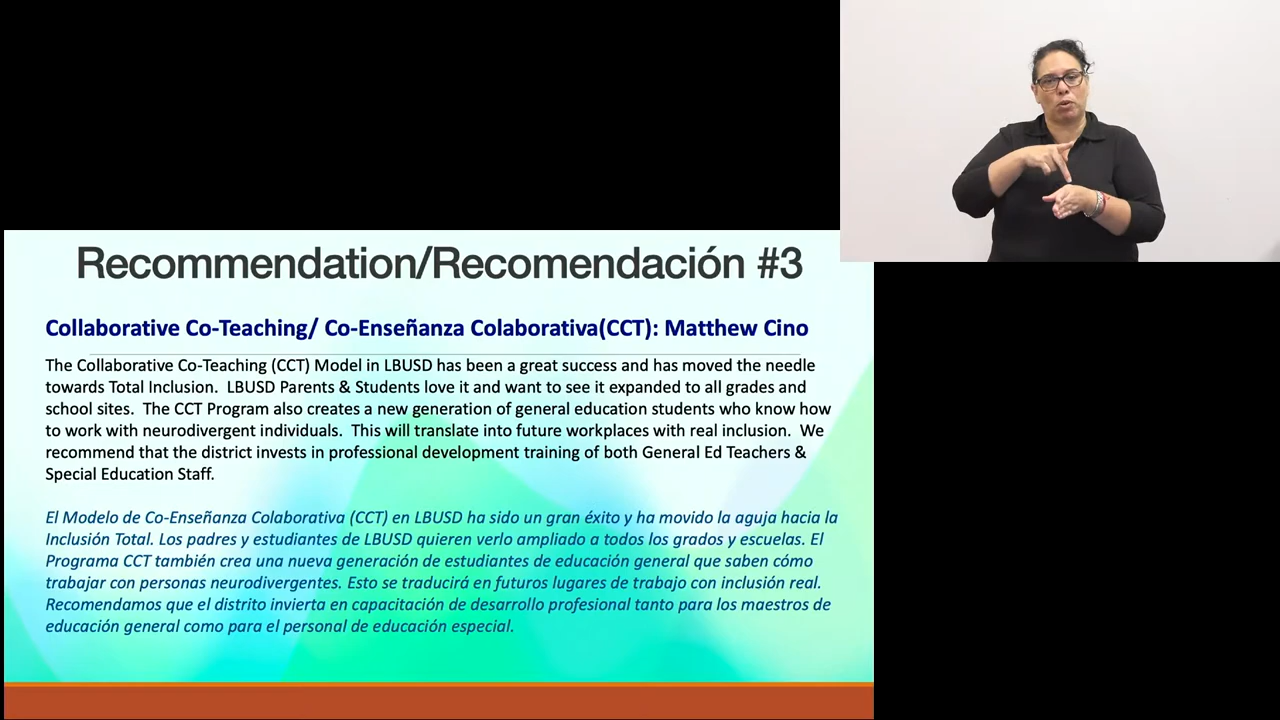 Recommendation/Recomendación #3
Collaborative Co-Teaching/ Co-Enseñanza Colaborativa(CCT): Matthew Cino
The Collaborative Co-Teaching (CCT) Model in LBUSD has been a great success and has moved the needle
towards Total Inclusion. LBUSD Parents & Students love it and want to see it expanded to all grades and
school sites. The CCT Program also creates a new generation of general education students who know how
to work with neurodivergent individuals. This will translate into future workplaces with real inclusion. We
recommend that the district invests in professional development training of both General Ed Teachers &
Special Education Staff.
El Modelo de Co-Enseñanza Colaborativa (CCT) en LBUSD ha sido un gran éxito y ha movido la aguja hacia la
Inclusión Total. Los padres y estudiantes de LBUSD quieren verlo ampliado a todos los grados y escuelas. El
Programa CCT también crea una nueva generación de estudiantes de educación general que saben cómo
trabajar con personas neurodivergentes. Esto se traducirá en futuros lugares de trabajo con inclusión real.
Recomendamos que el distrito invierta en capacitación de desarrollo profesional tanto para los maestros de
educación general como para el personal de educación especial.